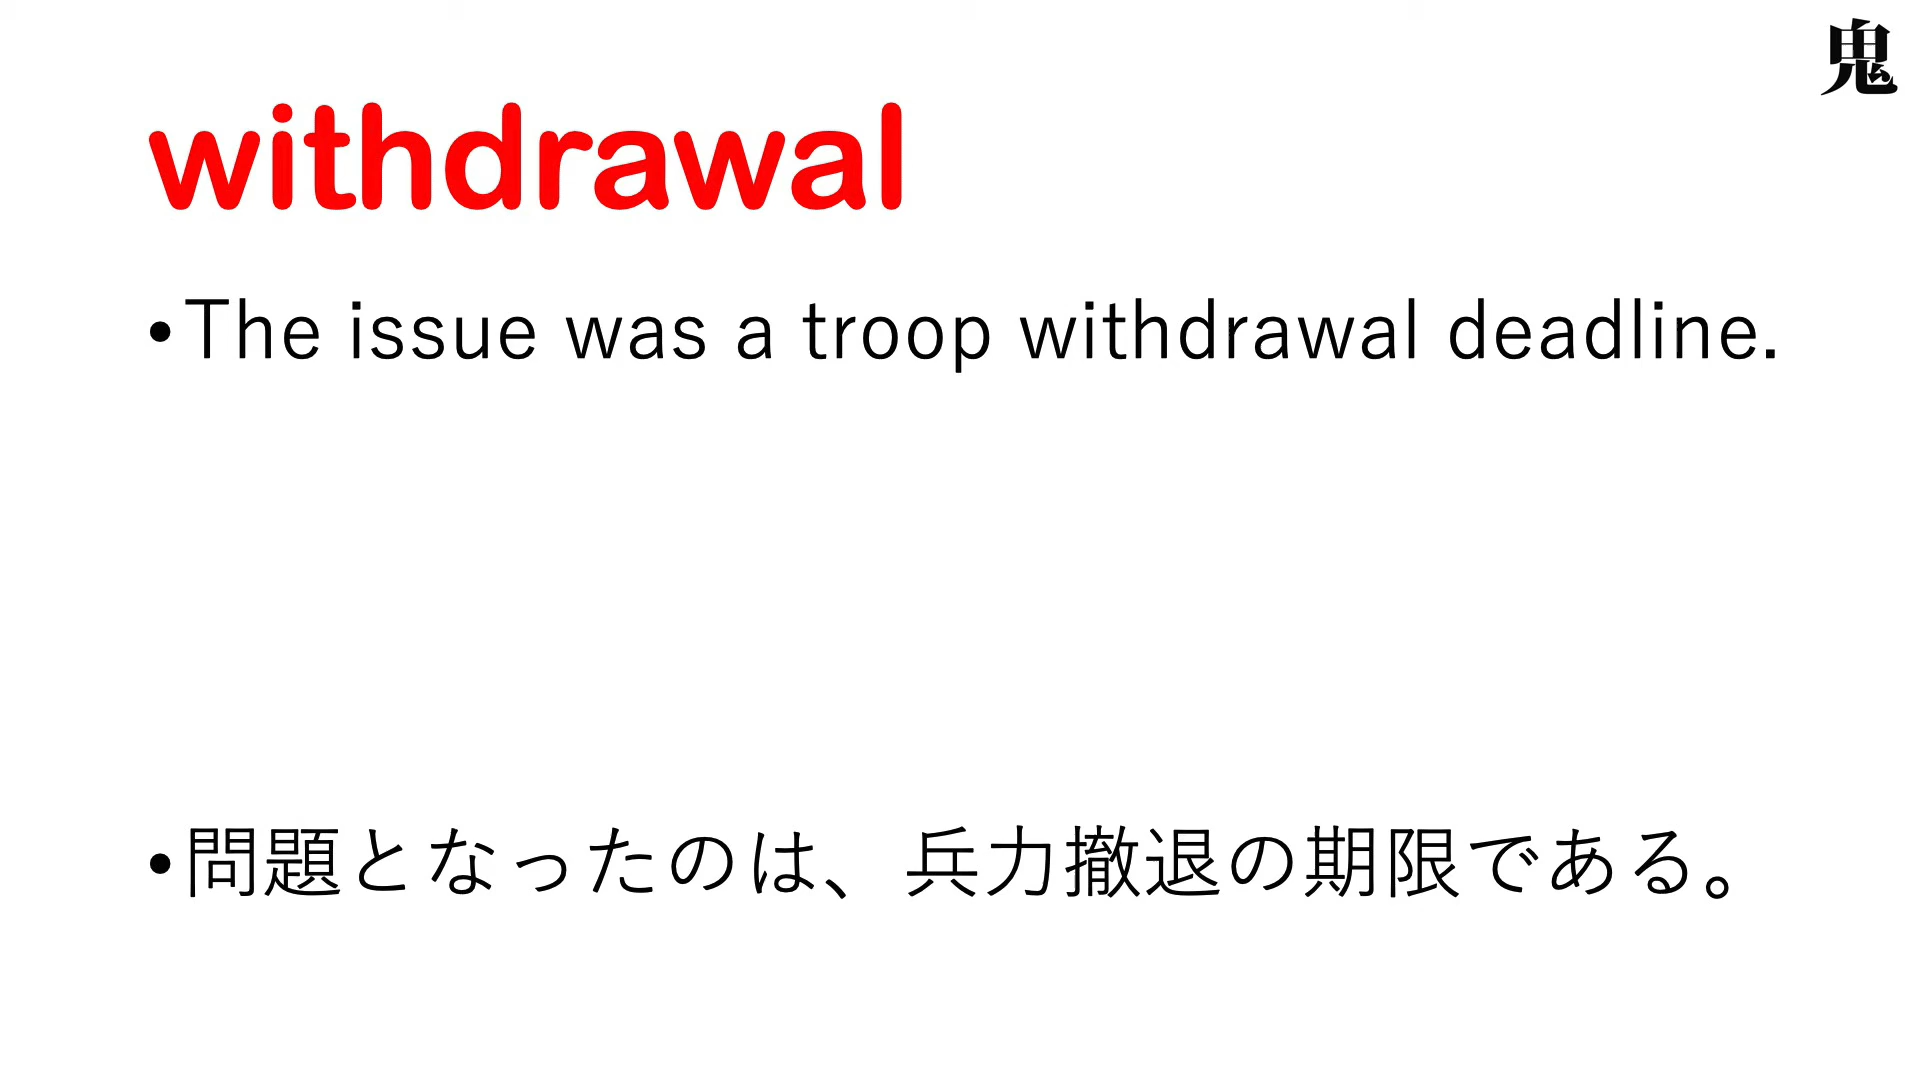 鬼
withdrawal
•The issue was a troop withdrawal deadline.
•問題となったのは、兵力撤退の期限である。